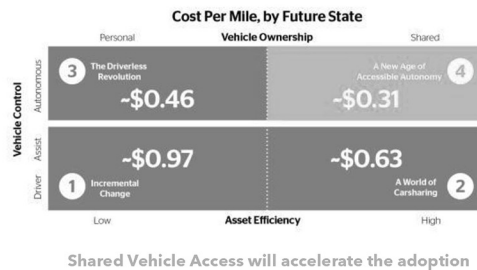 Cost Per Mile, by Future State
Personal Vehicle Ownership Shared
Vehicle Control
Autonomous
3 The Driverless
Revolution
~$0.46
A New Age of
Accessible Autonomy 4
~$0.31
Driver Assist
~$0.97
1 Incremental
Change
~$0.63
A World of
Carsharing 2
Low Asset Efficiency High
Shared Vehicle Access will accelerate the adoption